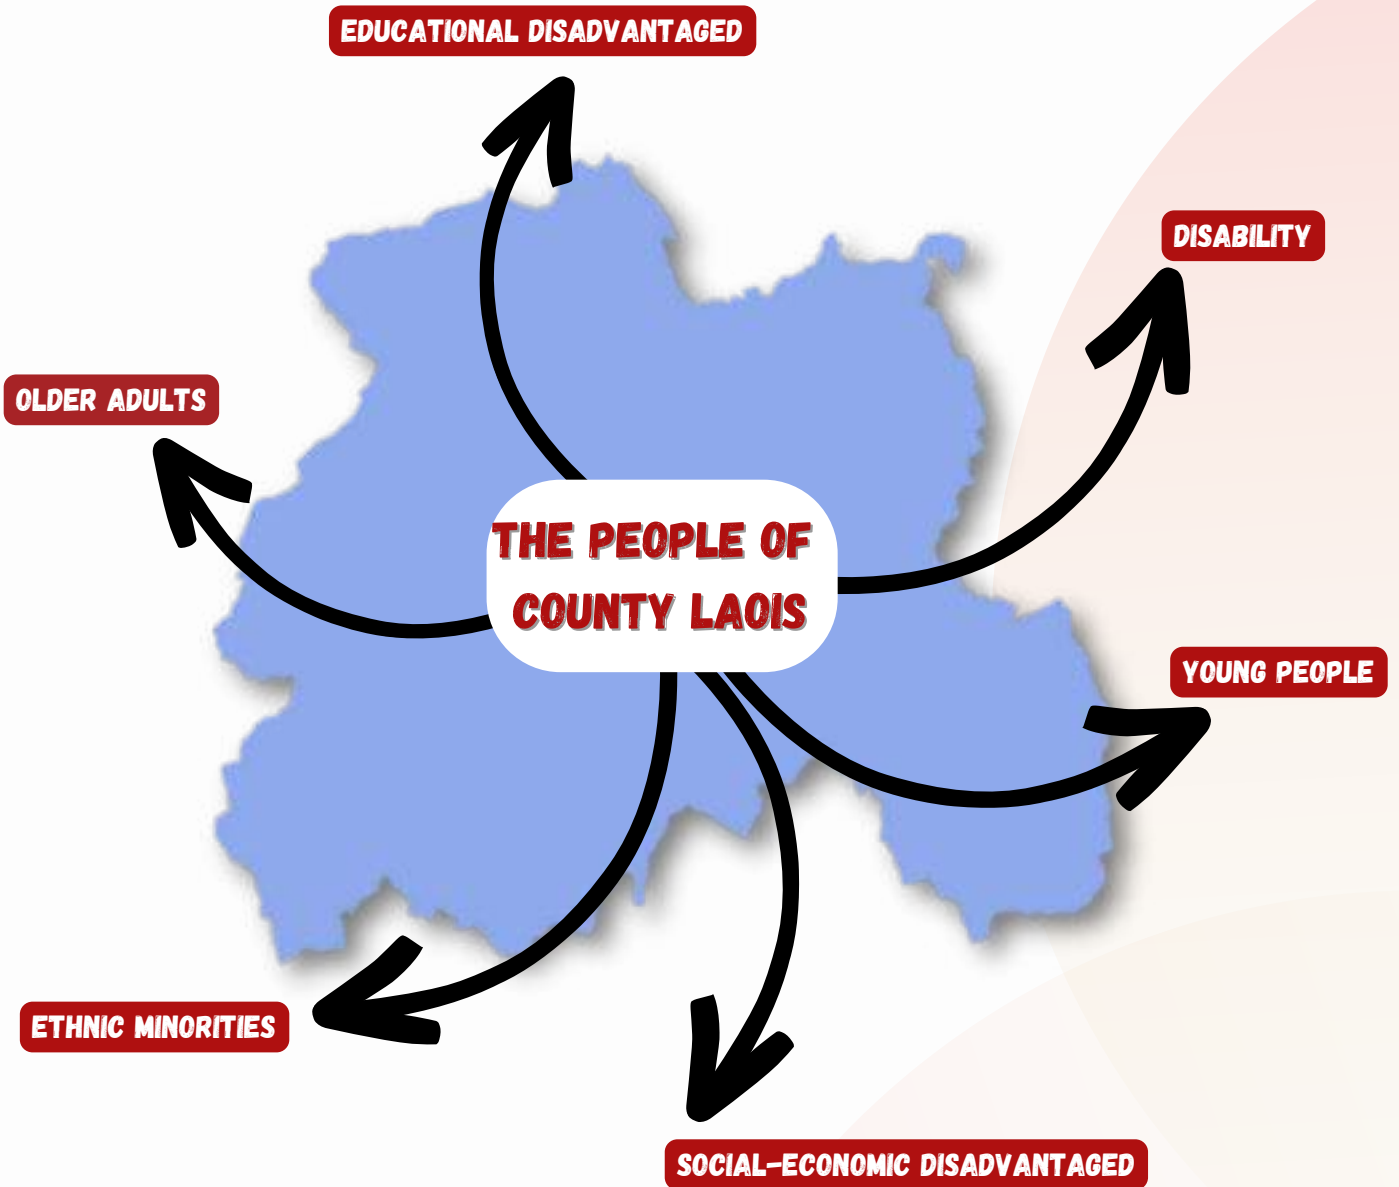 EDUCATIONAL DISADVANTAGED
DISABILITY
OLDER ADULTS
THE PEOPLE OF
COUNTY LAOIS
YOUNG PEOPLE
ETHNIC MINORITIES
SOCIAL-ECONOMIC DISADVANTAGED